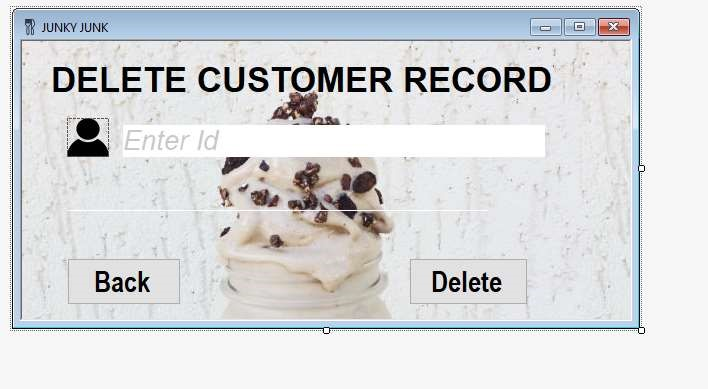 JUNKY JUNK
DELETE CUSTOMER RECORD
Enter Id
Back
Delete